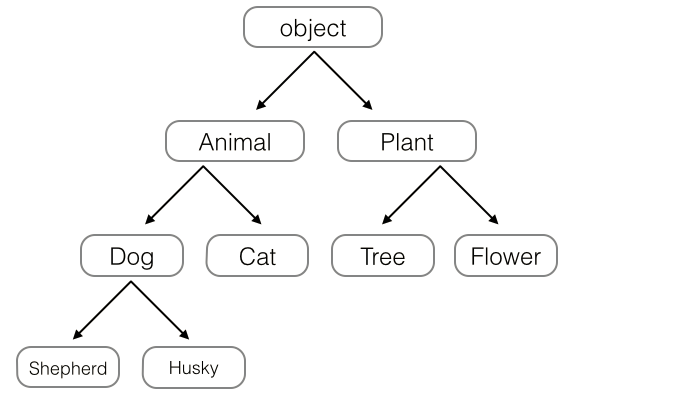 object
Animal
Plant
Dog
Cat
Tree
Flower
Shepherd
Husky